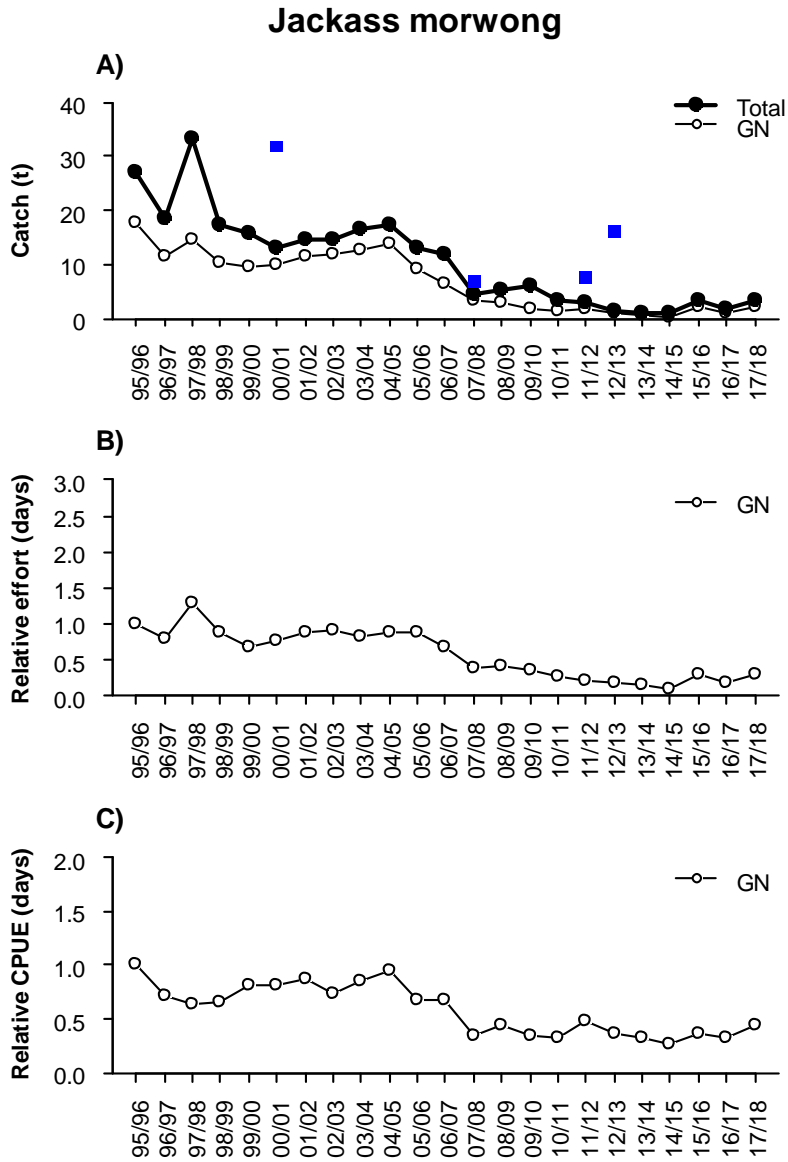 Jackass morwong
A)
Catch (t)
40
30
20
10
0
Total
GN
95/96 96/97 97/98 98/99 99/00 00/01 01/02 02/03 03/04 04/05 05/06 06/07 07/08 08/09 09/10 10/11 11/12 12/13 13/14 14/15 15/16 16/17 17/18
B)
Relative effort (days)
3.0
2.5
2.0
1.5
1.0
0.5
0.0
GN
95/96 96/97 97/98 98/99 99/00 00/01 01/02 02/03 03/04 04/05 05/06 06/07 07/08 08/09 09/10 10/11 11/12 12/13 13/14 14/15 15/16 16/17 17/18
C)
Relative CPUE (days)
2.0
1.5
1.0
0.5
0.0
GN
95/96 96/97 97/98 98/99 99/00 00/01 01/02 02/03 03/04 04/05 05/06 06/07 07/08 08/09 09/10 10/11 11/12 12/13 13/14 14/15 15/16 16/17 17/18